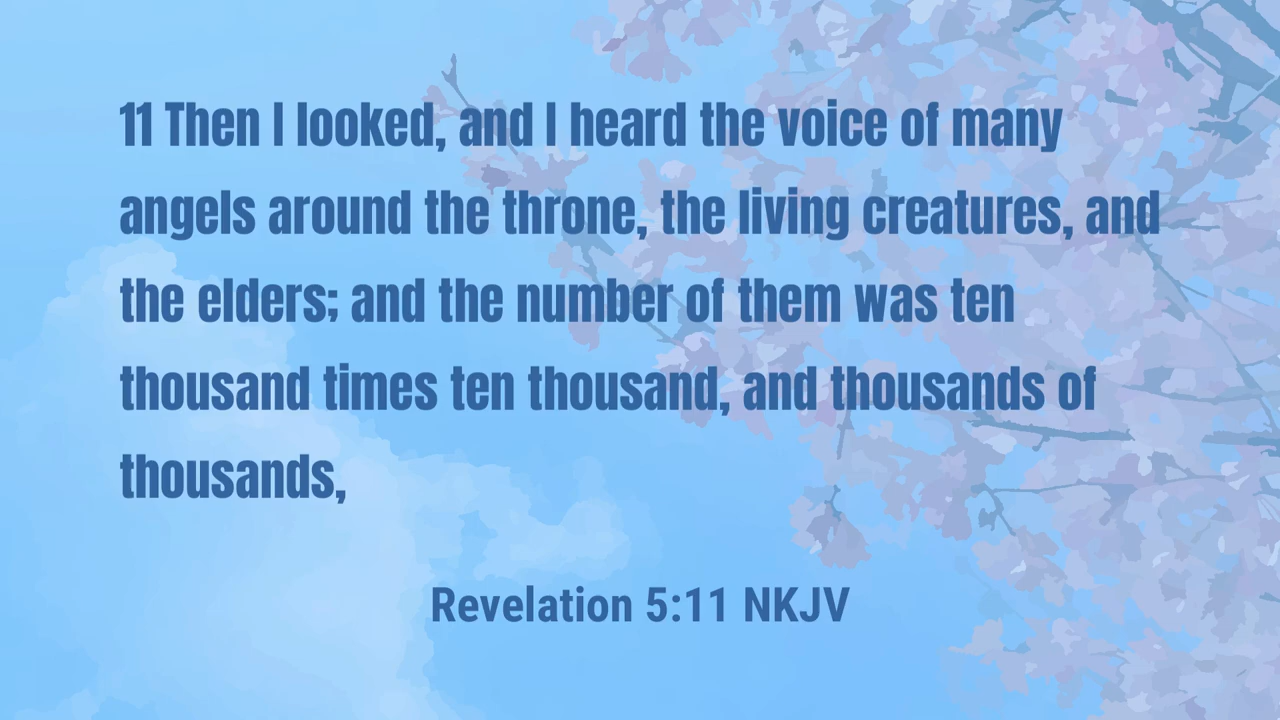 11 Then I looked, and I heard the voice of many
angels around the throne, the living creatures, and
the elders; and the number of them was ten
thousand times ten thousand, and thousands of
thousands,
Revelation 5:11 NKJV